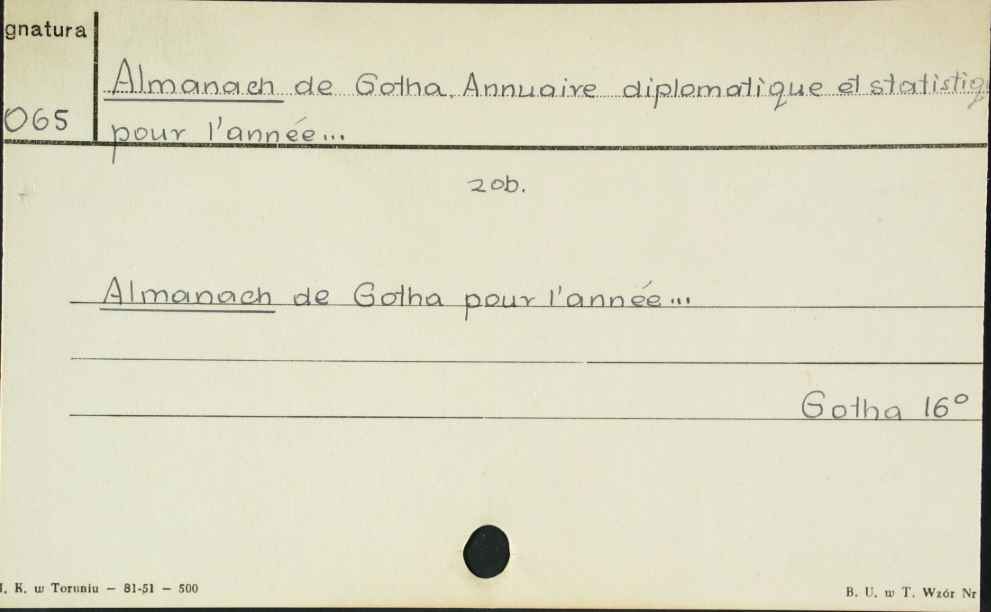 gnatura
Almanach de Gotha. Annuaire diplomatique et statistiq
065 pour l'année...
zob.
Almanach de Gotha pour l'année...
Gotha 16°
I. K. w Toruniu — 81-51 — 500
B. U. w T. Wzór Nr